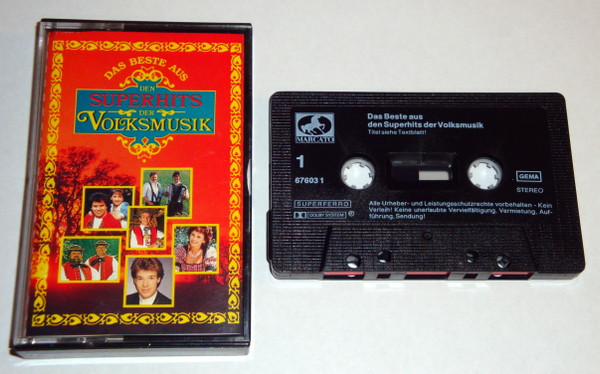 DAS BESTE AUS
DEN
SUPERHITS
DER
VOLKSMUSIK
MARCATO
Das Beste aus
den Superhits der Volksmusik
Titel siehe Textblatt!
1
67603 1
GEMA
STEREO
SUPERFERRO
DOLBY SYSTEM
Alle Urheber- und Leistungsschutzrechte vorbehalten - Kein
Verleih! Keine unerlaubte Vervielfältigung, Vermietung, Auf-
führung, Sendung!